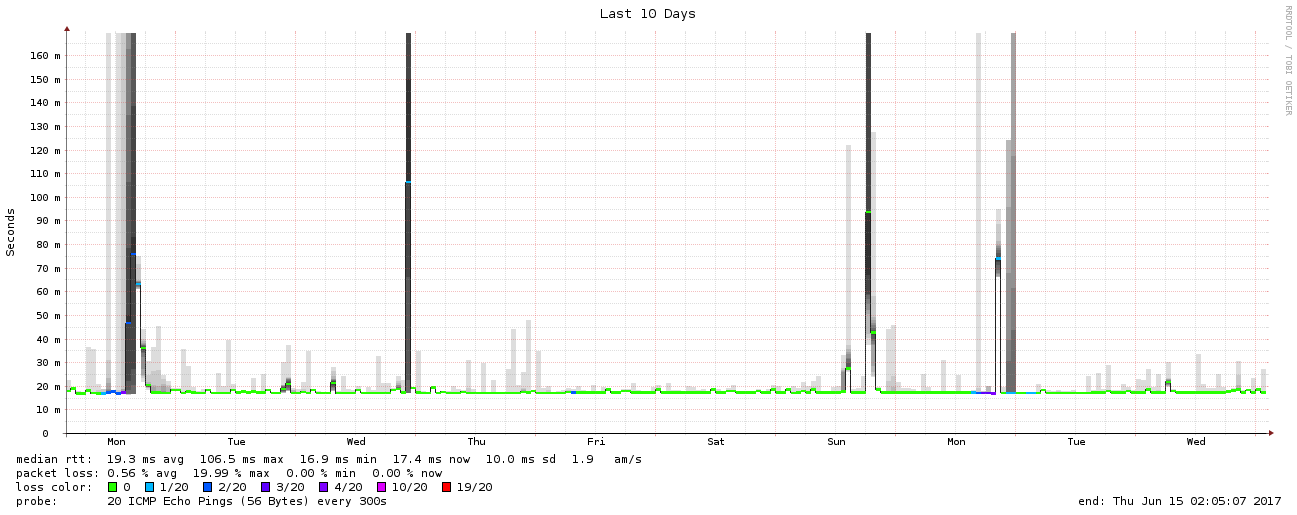 Last 10 Days
RRDTOOL / TOBI OETIKER
Seconds
160 m
150 m
140 m
130 m
120 m
110 m
100 m
90 m
80 m
70 m
60 m
50 m
40 m
30 m
20 m
10 m
0
Mon Tue Wed Thu Fri Sat Sun Mon Tue Wed
median rtt: 19.3 ms avg 106.5 ms max 16.9 ms min 17.4 ms now 10.0 ms sd 1.9 am/s
packet loss: 0.56 % avg 19.99 % max 0.00 % min 0.00 % now
loss color: 0 1/20 2/20 3/20 4/20 10/20 19/20
probe: 20 ICMP Echo Pings (56 Bytes) every 300s end: Thu Jun 15 02:05:07 2017